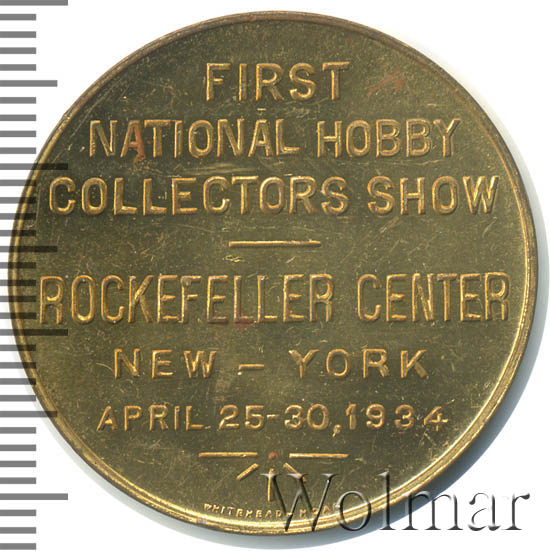 FIRST
NATIONAL HOBBY
COLLECTORS SHOW
ROCKEFELLER CENTER
NEW - YORK
APRIL 25-30, 1934
Wolmar